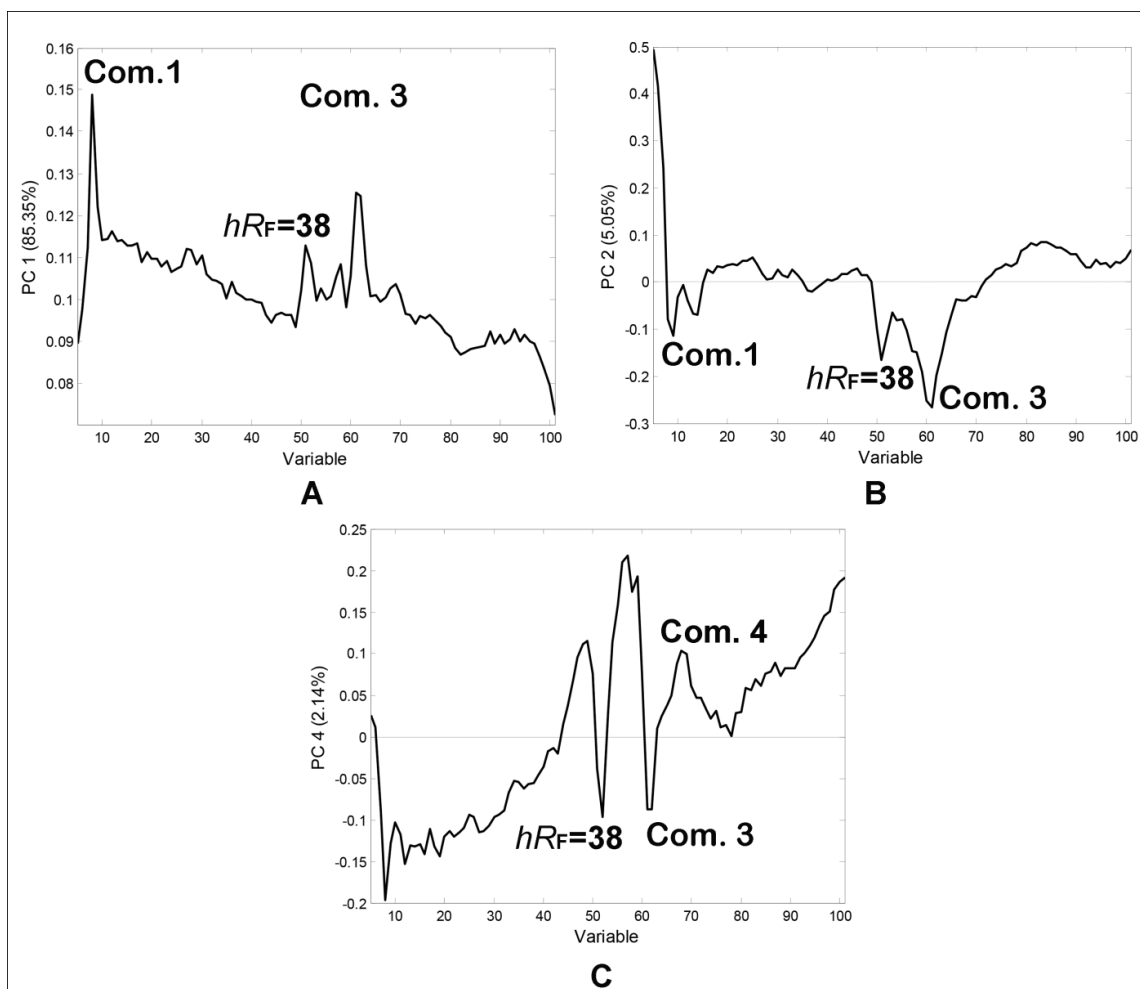 0.16
0.15
0.14
0.13
0.12
0.11
0.1
0.09
0.08
PC 1 (85.35%)
Com.1
Com. 3
hRF=38
10 20 30 40 50 60 70 80 90 100
Variable
A
0.5
0.4
0.3
0.2
0.1
0
-0.1
-0.2
-0.3
PC 2 (5.05%)
Com.1
hRF=38
Com. 3
10 20 30 40 50 60 70 80 90 100
Variable
B
0.25
0.2
0.15
0.1
0.05
0
-0.05
-0.1
-0.15
-0.2
PC 4 (2.14%)
Com. 4
hRF=38
Com. 3
10 20 30 40 50 60 70 80 90 100
Variable
C